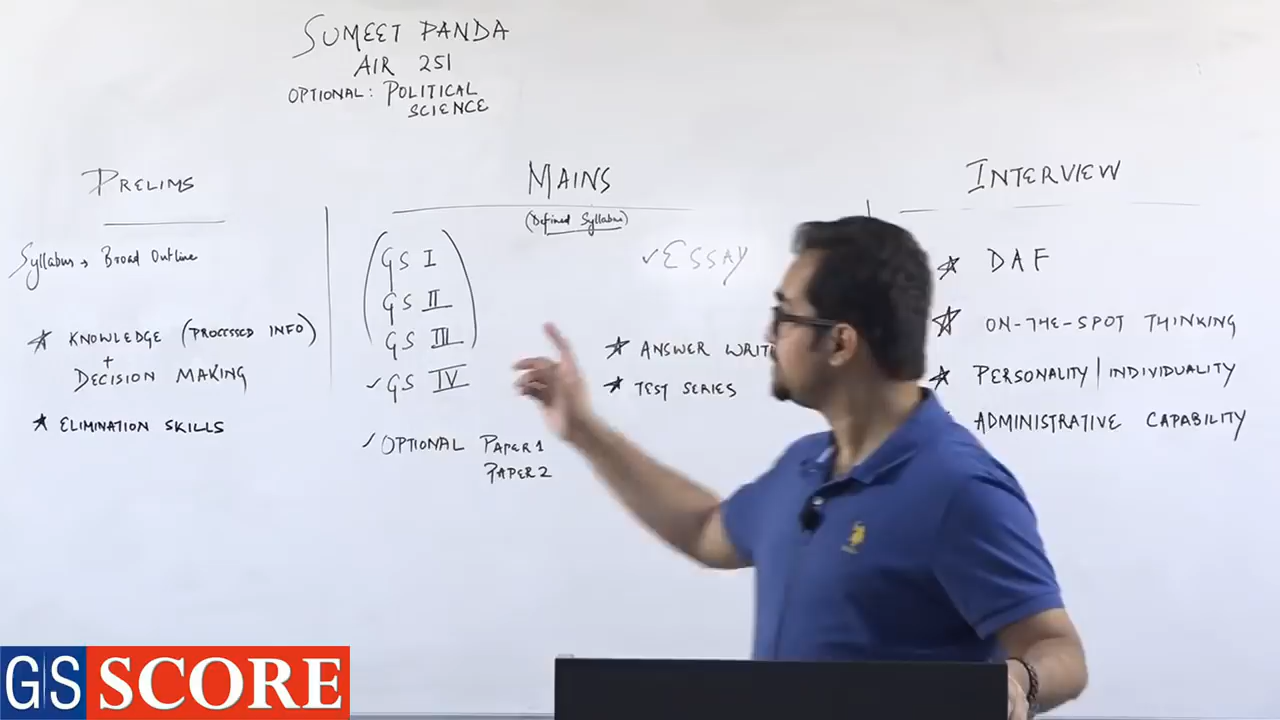 SUMEET PANDA
AIR 251
OPTIONAL: POLITICAL
SCIENCE
PRELIMS
Syllabus → Broad Outline
★ KNOWLEDGE (PROCESSED INFO)
+
DECISION MAKING
★ ELIMINATION SKILLS
MAINS
(Defined Syllabus)
GS I
GS II
GS III
✓ GS IV
✓ OPTIONAL PAPER 1
PAPER 2
✓ ESSAY
★ ANSWER
★ TEST SERIES
INTERVIEW
★ DAF
★ ON-THE-SPOT THINKING
★ PERSONALITY/INDIVIDUALITY
ADMINISTRATIVE CAPABILITY
GS SCORE